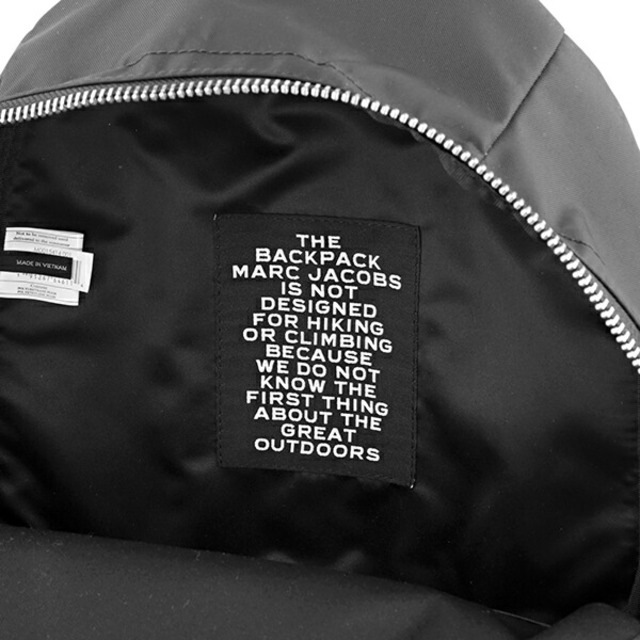 THE
BACKPACK
MARC JACOBS
IS NOT
DESIGNED
FOR HIKING
OR CLIMBING
BECAUSE
WE DO NOT
KNOW THE
FIRST THING
ABOUT THE
GREAT
OUTDOORS
MADE IN VIETNAM